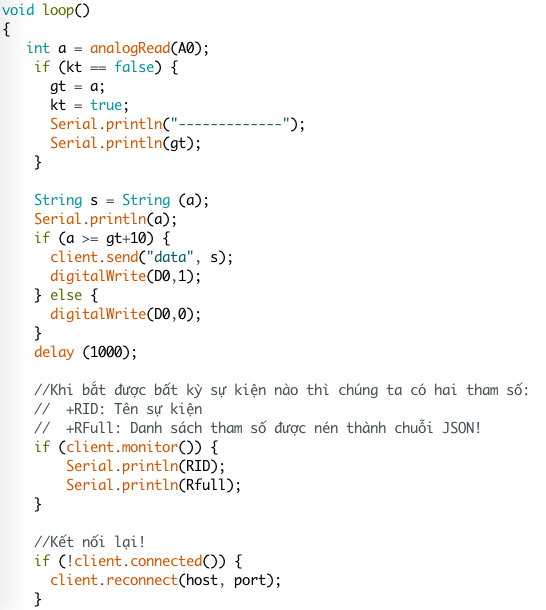 void loop()
{
int a = analogRead(A0);
if (kt == false) {
gt = a;
kt = true;
Serial.println("-------------");
Serial.println(gt);
}
String s = String (a);
Serial.println(a);
if (a >= gt+10) {
client.send("data", s);
digitalWrite(D0,1);
} else {
digitalWrite(D0,0);
}
delay (1000);
//Khi bắt được bất kỳ sự kiện nào thì chúng ta có hai tham số:
//  +RID: Tên sự kiện
//  +RFull: Danh sách tham số được nén thành chuỗi JSON!
if (client.monitor()) {
Serial.println(RID);
Serial.println(Rfull);
}
//Kết nối lại!
if (!client.connected()) {
client.reconnect(host, port);
}